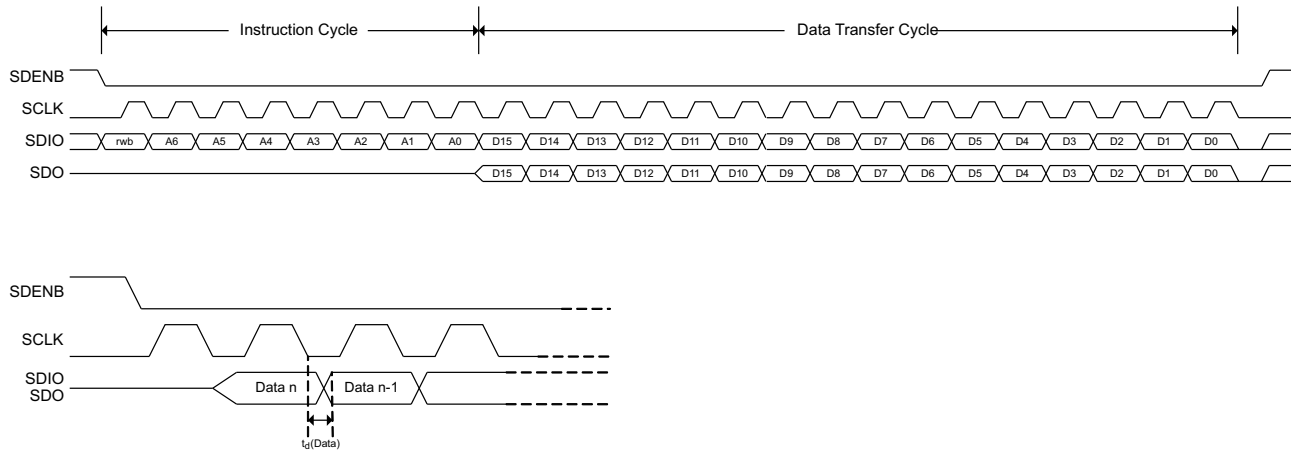 Instruction Cycle Data Transfer Cycle
SDENB
SCLK
SDIO rwb A6 A5 A4 A3 A2 A1 A0 D15 D14 D13 D12 D11 D10 D9 D8 D7 D6 D5 D4 D3 D2 D1 D0
SDO D15 D14 D13 D12 D11 D10 D9 D8 D7 D6 D5 D4 D3 D2 D1 D0
SDENB
SCLK
SDIO
SDO
Data n Data n-1
td(Data)